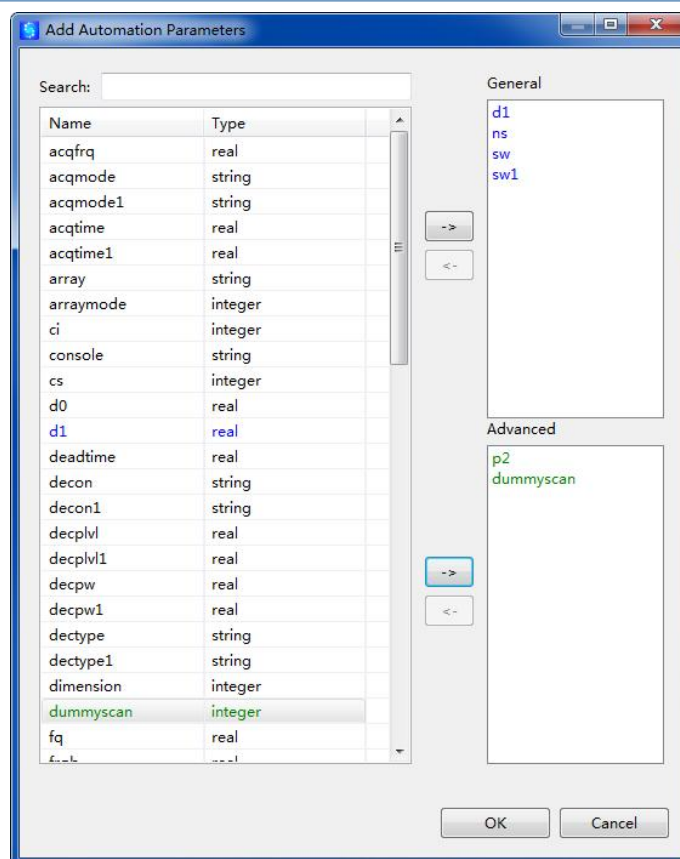 Add Automation Parameters
Search:
Name Type
acqfrq real
acqmode string
acqmode1 string
acqtime real
acqtime1 real
array string
arraymode integer
ci integer
console string
cs integer
d0 real
d1 real
deadtime real
decon string
decon1 string
decplvl real
decplvl1 real
decpw real
decpw1 real
dectype string
dectype1 string
dimension integer
dummyscan integer
fq real
->
<-
->
<-
General
d1
ns
sw
sw1
Advanced
p2
dummyscan
OK Cancel